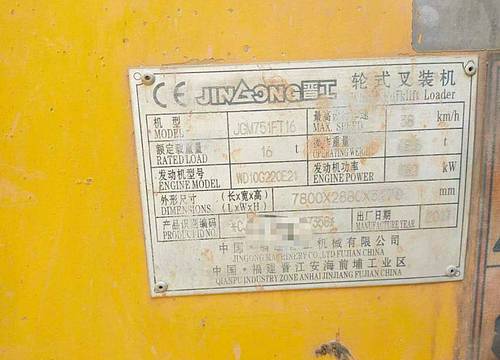 CE JINGONG晋工 轮式叉装机
Forklift Loader
机型 MODEL JGM751FT16 最高 速 MAX. SPEED 38 km/h
额定载重量 RATED LOAD 16 t 重量 OPERATING WEIGHT t
发动机型号 ENGINE MODEL WD10G220E21 发动机功率 ENGINE POWER kW
外形尺寸 DIMENSIONS (长x宽x高) (LxWxH) 7800X2880X mm
产品识别编码 PRODUCTION NO. 出厂日期 MANUFACTURE YEAR
中国·福建 工机械有限公司
JINGONG MACHINERY CO., LTD.FUJIAN CHINA
中国·福建晋江安海前埔工业区
QIANPU INDUSTRY ZONE ANHAI JINJIANG FUJIAN CHINA